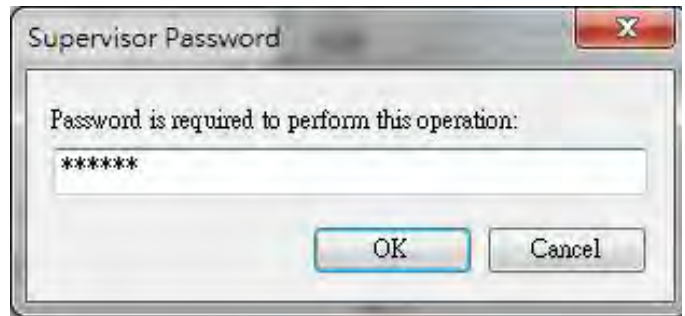 Supervisor Password
Password is required to perform this operation:
******
OK
Cancel